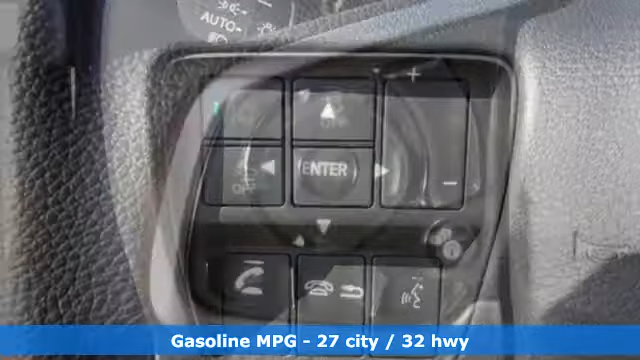 AUTO-
+
ENTER
-
Gasoline MPG - 27 city / 32 hwy